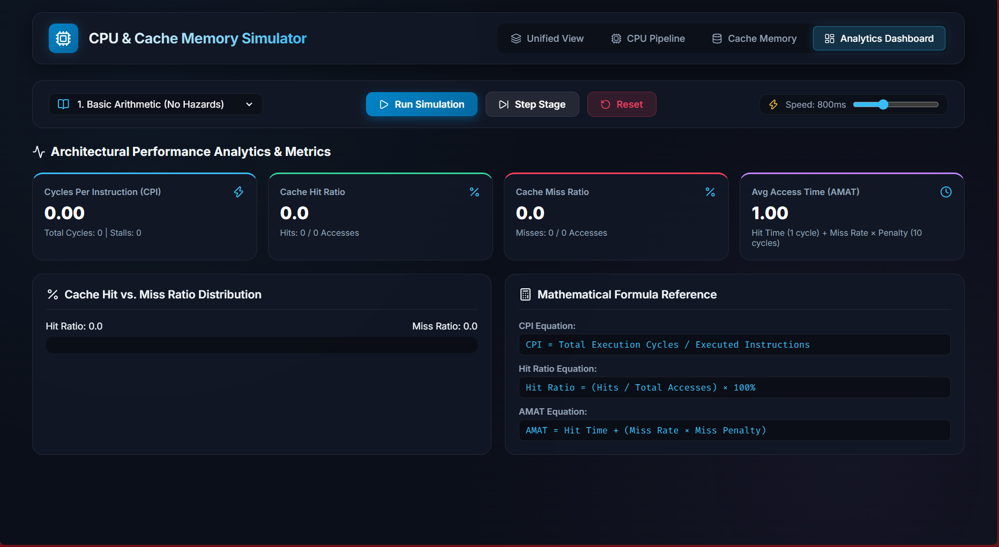 CPU & Cache Memory Simulator
Unified View
CPU Pipeline
Cache Memory
Analytics Dashboard
1. Basic Arithmetic (No Hazards)
Run Simulation
Step Stage
Reset
Speed: 800ms
Architectural Performance Analytics & Metrics
Cycles Per Instruction (CPI)
0.00
Total Cycles: 0 | Stalls: 0
Cache Hit Ratio
0.0
Hits: 0 / 0 Accesses
Cache Miss Ratio
0.0
Misses: 0 / 0 Accesses
Avg Access Time (AMAT)
1.00
Hit Time (1 cycle) + Miss Rate × Penalty (10
cycles)
Cache Hit vs. Miss Ratio Distribution
Hit Ratio: 0.0
Miss Ratio: 0.0
Mathematical Formula Reference
CPI Equation:
CPI = Total Execution Cycles / Executed Instructions
Hit Ratio Equation:
Hit Ratio = (Hits / Total Accesses) × 100%
AMAT Equation:
AMAT = Hit Time + (Miss Rate × Miss Penalty)